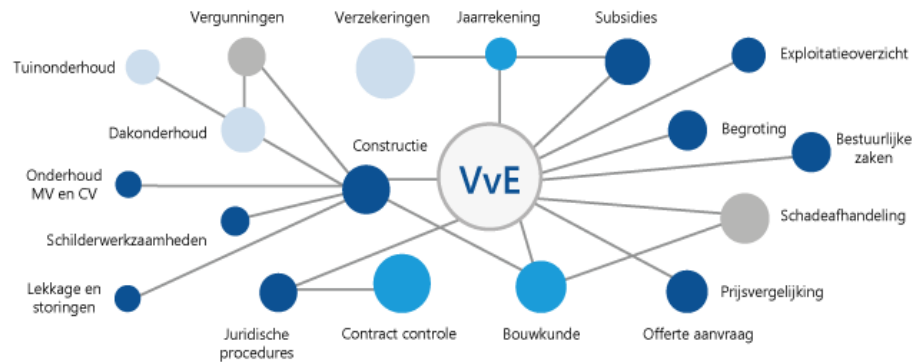 Vergunningen
Verzekeringen
Jaarrekening
Subsidies
Tuinonderhoud
Exploitatieoverzicht
Dakonderhoud
Constructie
Begroting
Bestuurlijke
zaken
Onderhoud
MV en CV
VvE
Schadeafhandeling
Schilderwerkzaamheden
Lekkage en
storingen
Prijsvergelijking
Juridische
procedures
Contract controle
Bouwkunde
Offerte aanvraag